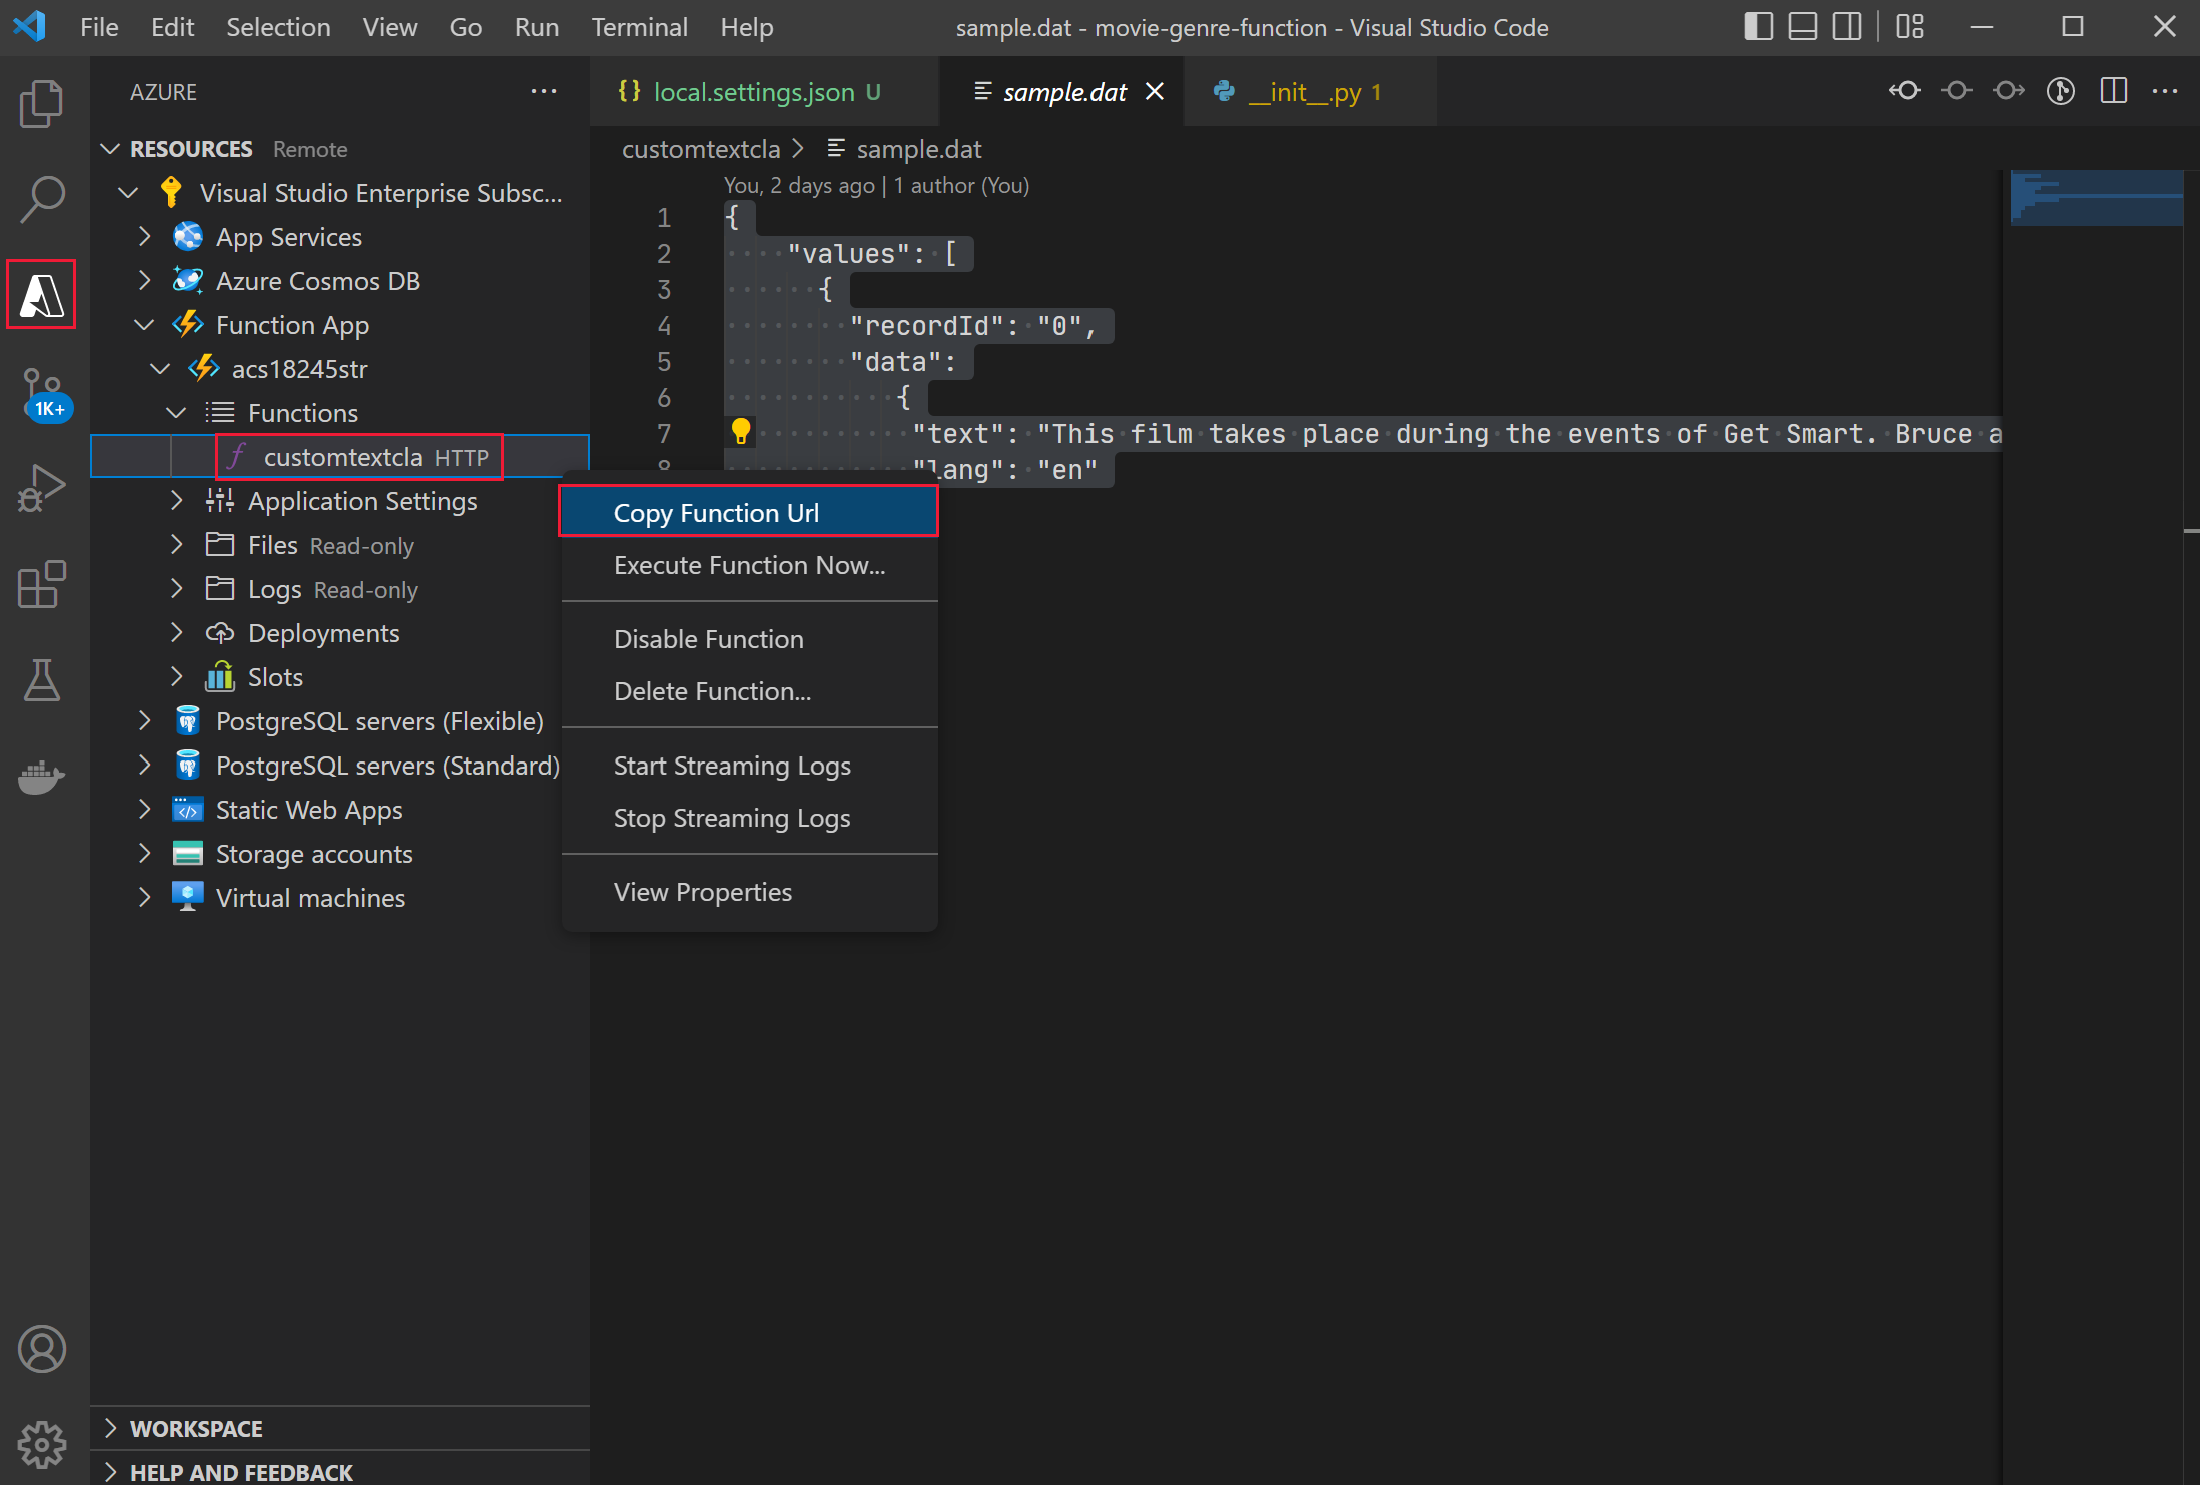 File Edit Selection View Go Run Terminal Help
sample.dat - movie-genre-function - Visual Studio Code
AZURE
RESOURCES Remote
Visual Studio Enterprise Subsc...
App Services
Azure Cosmos DB
Function App
acs18245str
Functions
customtextcla HTTP
Application Settings
Files Read-only
Logs Read-only
Deployments
Slots
PostgreSQL servers (Flexible)
PostgreSQL servers (Standard)
Static Web Apps
Storage accounts
Virtual machines
WORKSPACE
HELP AND FEEDBACK
1K+
{} local.settings.json U
sample.dat
__init__.py 1
customtextcla > sample.dat
You, 2 days ago | 1 author (You)
1 {
2 "values": [
3 {
4 "recordId": "0",
5 "data":
6 {
7 "text": "This film takes place during the events of Get Smart. Bruce a
8 "lang": "en"
Copy Function Url
Execute Function Now...
Disable Function
Delete Function...
Start Streaming Logs
Stop Streaming Logs
View Properties